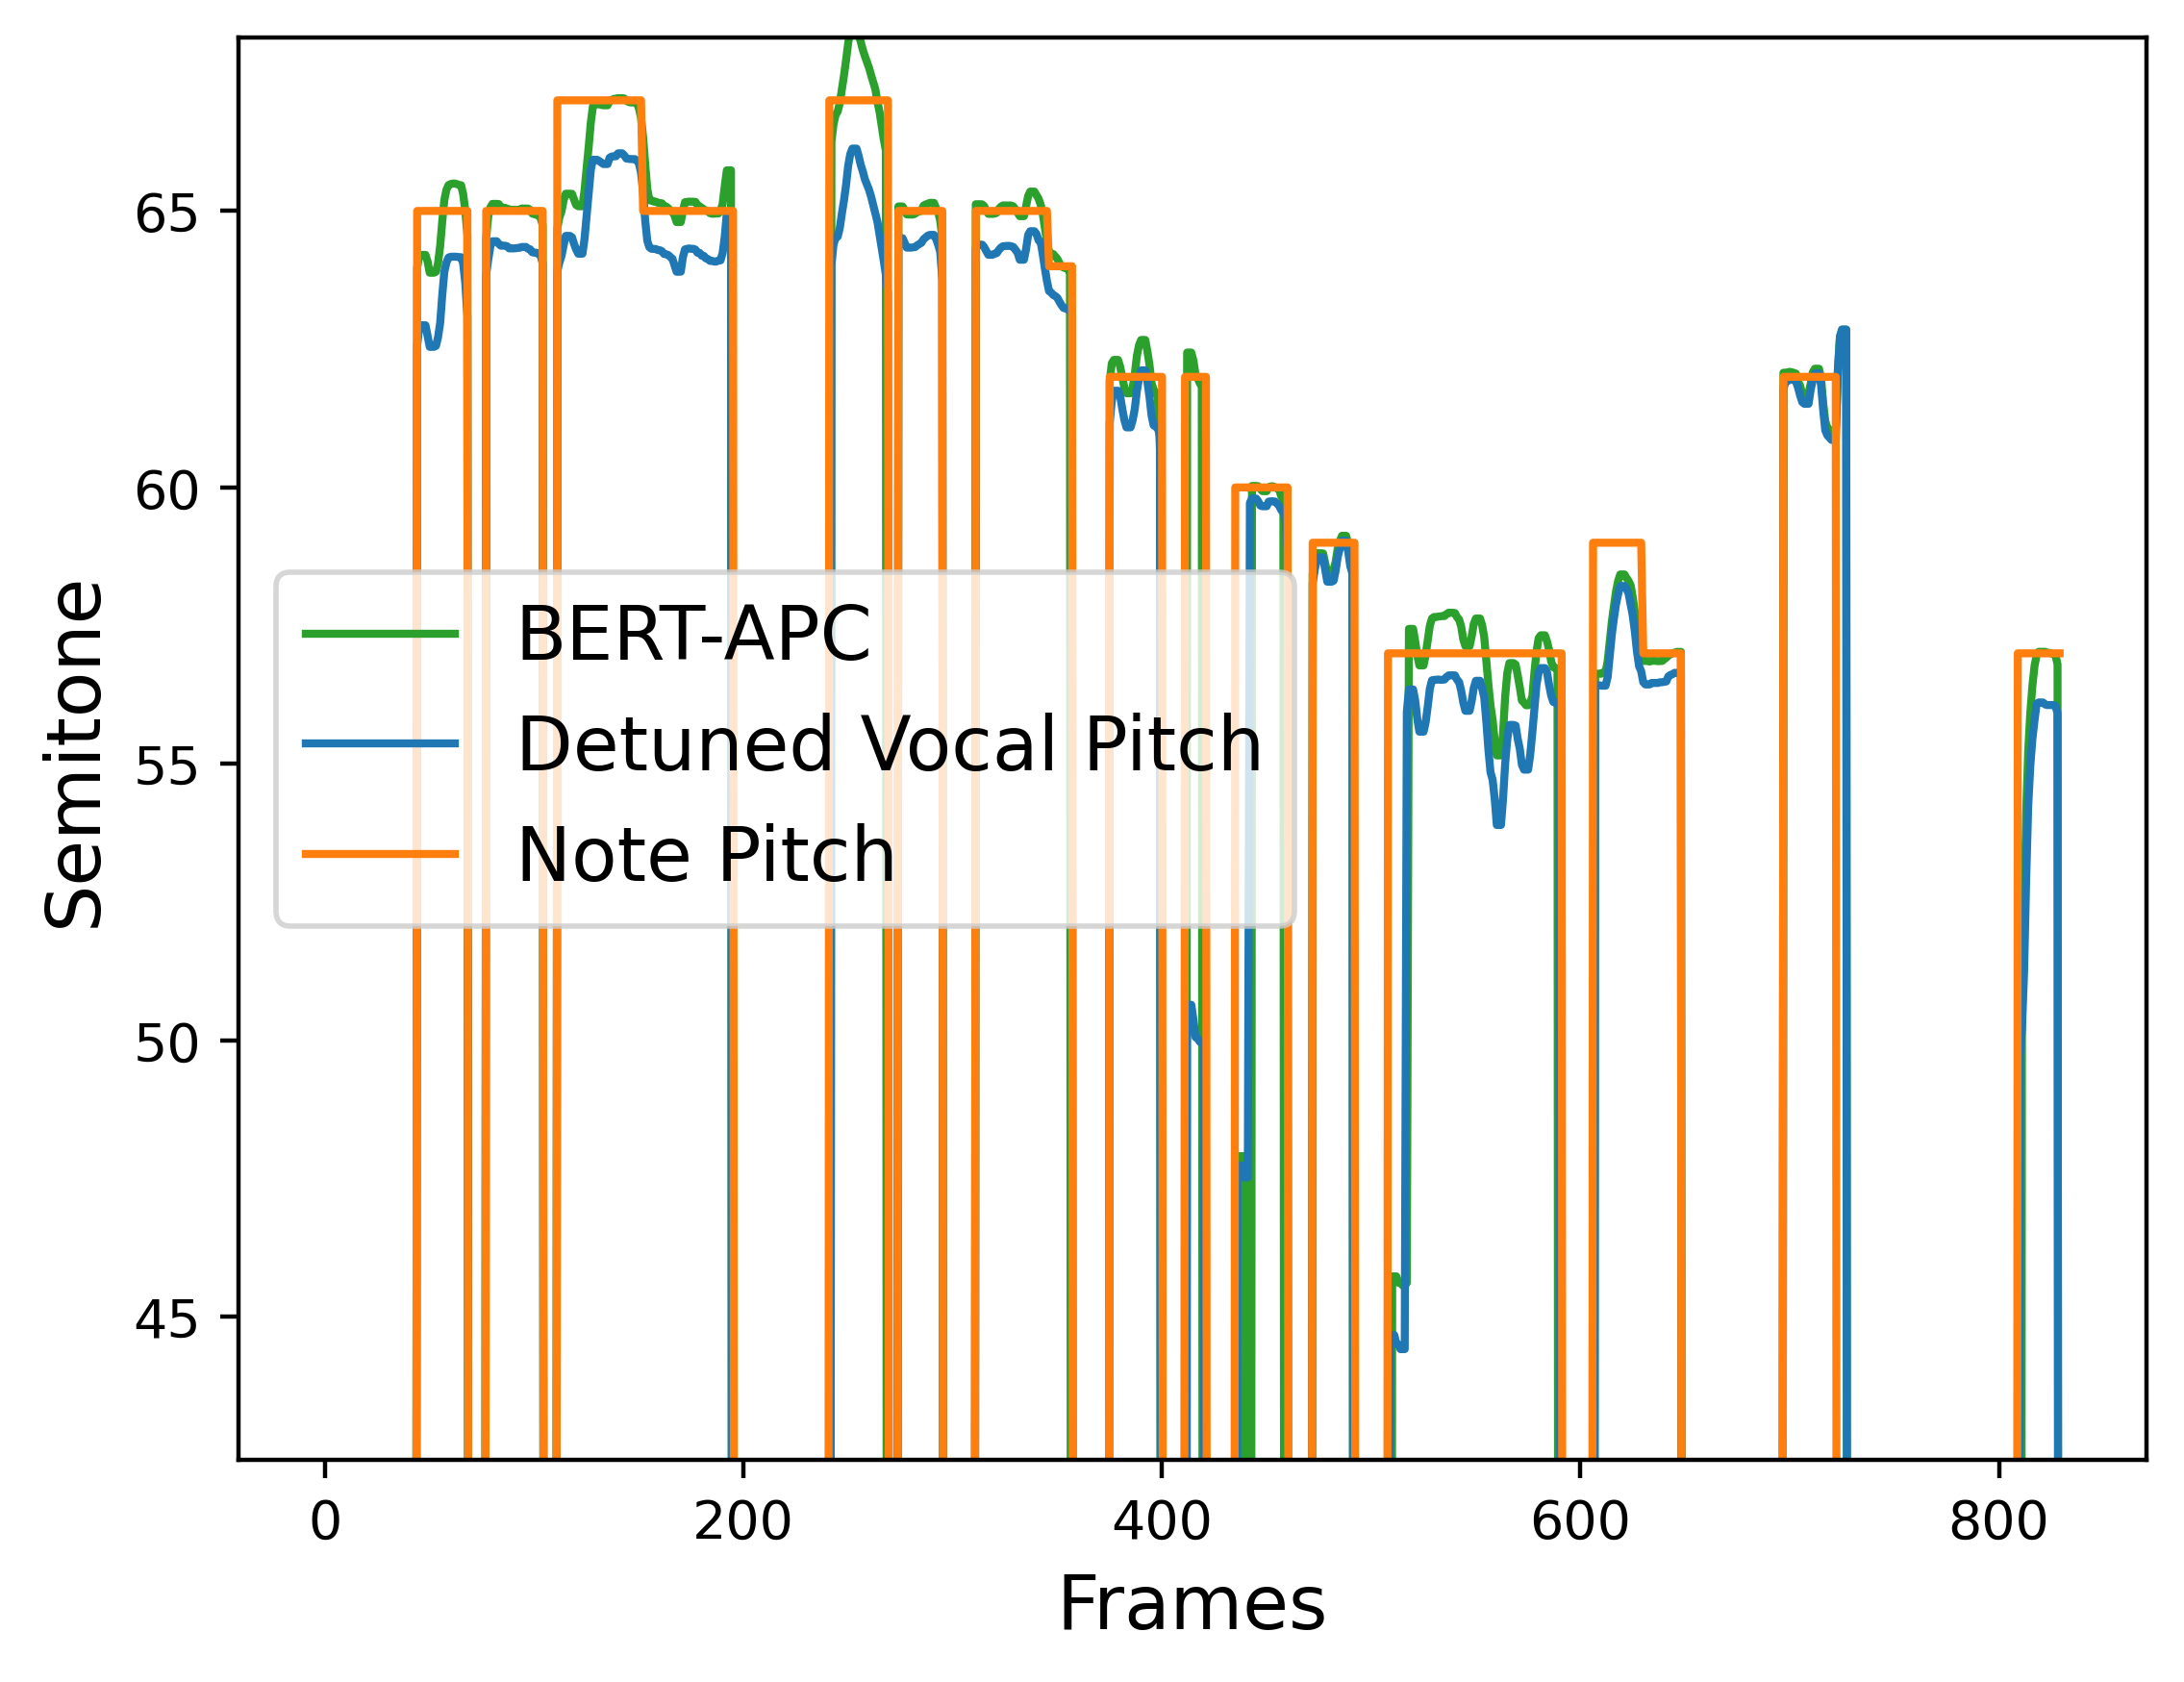 65
60
55
50
45
Semitone
BERT-APC
Detuned Vocal Pitch
Note Pitch
0 200 400 600 800
Frames